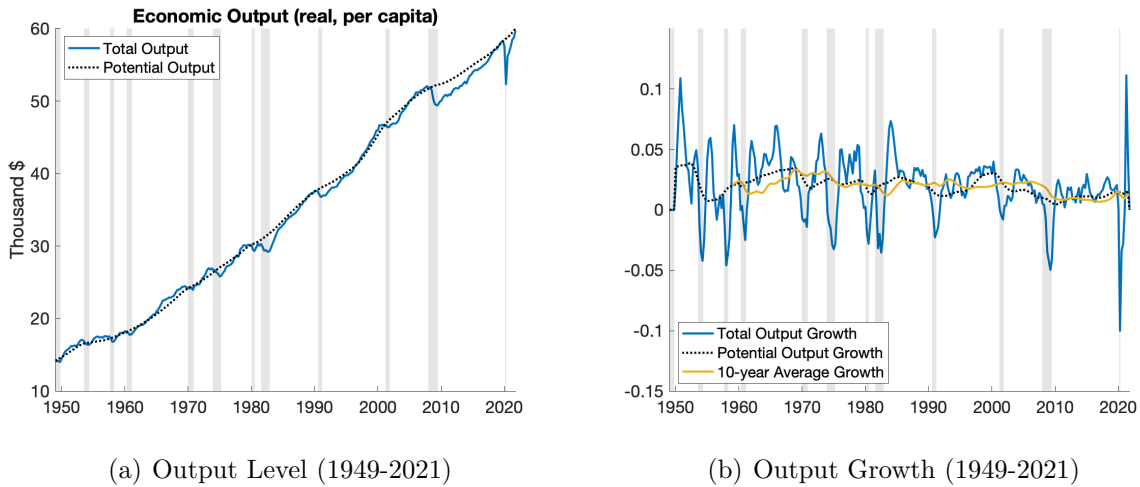 Economic Output (real, per capita)
60
50
40
30
20
10
Thousand $
Total Output
Potential Output
1950 1960 1970 1980 1990 2000 2010 2020
(a) Output Level (1949-2021)
0.1
0.05
0
-0.05
-0.1
-0.15
Total Output Growth
Potential Output Growth
10-year Average Growth
1950 1960 1970 1980 1990 2000 2010 2020
(b) Output Growth (1949-2021)